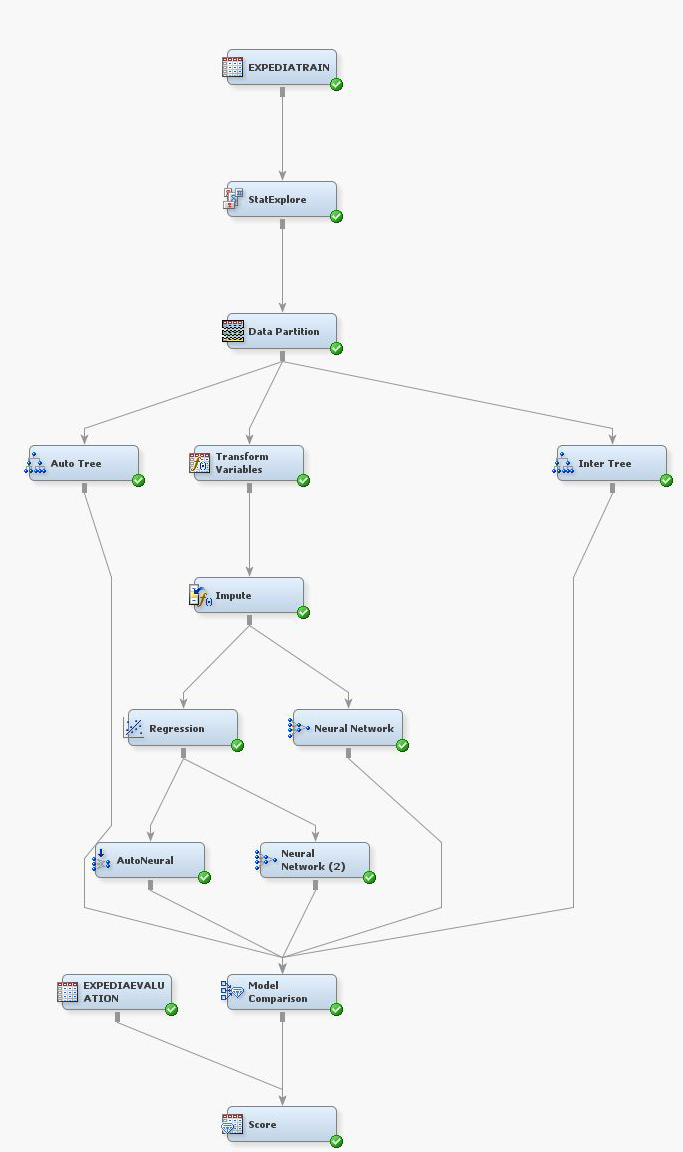 EXPEDIATRAIN
StatExplore
Data Partition
Auto Tree
Transform
Variables
Inter Tree
Impute
Regression
Neural Network
AutoNeural
Neural
Network (2)
EXPEDIAEVALU
ATION
Model
Comparison
Score